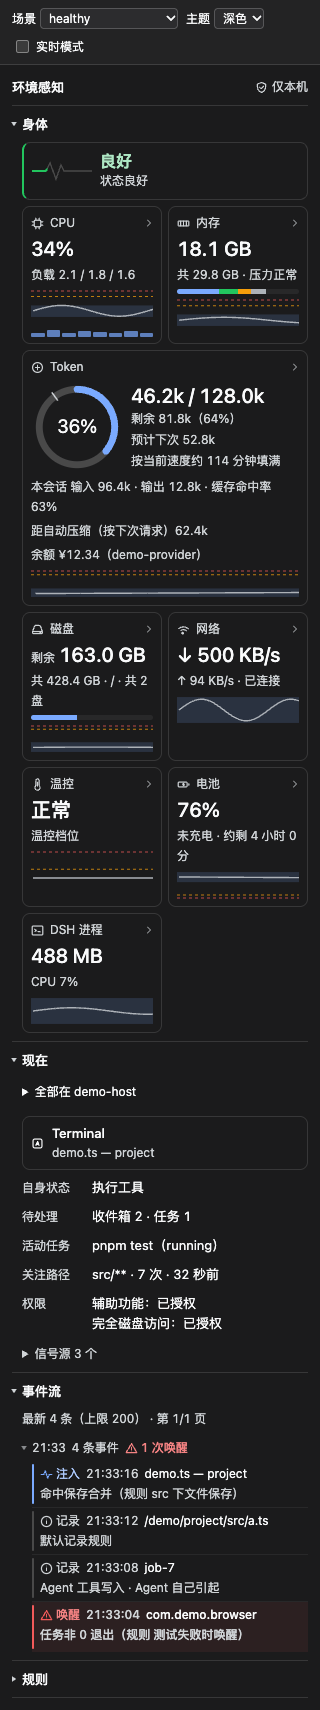 场景 healthy 主题 深色
实时模式
环境感知 仅本机
身体
良好
状态良好
CPU
34%
负载 2.1 / 1.8 / 1.6
内存
18.1 GB
共 29.8 GB · 压力正常
Token
36%
46.2k / 128.0k
剩余 81.8k（64%）
预计下次 52.8k
按当前速度约 114 分钟填满
本会话 输入 96.4k · 输出 12.8k · 缓存命中率
63%
距自动压缩（按下次请求）62.4k
余额 ¥12.34（demo-provider）
磁盘
剩余 163.0 GB
共 428.4 GB · / · 共 2
盘
网络
↓ 500 KB/s
↑ 94 KB/s · 已连接
温控
正常
温控档位
电池
76%
未充电 · 约剩 4 小时 0
分
DSH 进程
488 MB
CPU 7%
现在
全部在 demo-host
Terminal
demo.ts — project
自身状态 执行工具
待处理 收件箱 2 · 任务 1
活动任务 pnpm test（running）
关注路径 src/** · 7 次 · 32 秒前
权限 辅助功能：已授权
完全磁盘访问：已授权
信号源 3 个
事件流
最新 4 条（上限 200） · 第 1/1 页
21:33 4 条事件 1 次唤醒
注入 21:33:16 demo.ts — project
命中保存合并（规则 src 下文件保存）
记录 21:33:12 /demo/project/src/a.ts
默认记录规则
记录 21:33:08 job-7
Agent 工具写入 · Agent 自己引起
唤醒 21:33:04 com.demo.browser
任务非 0 退出（规则 测试失败时唤醒）
规则